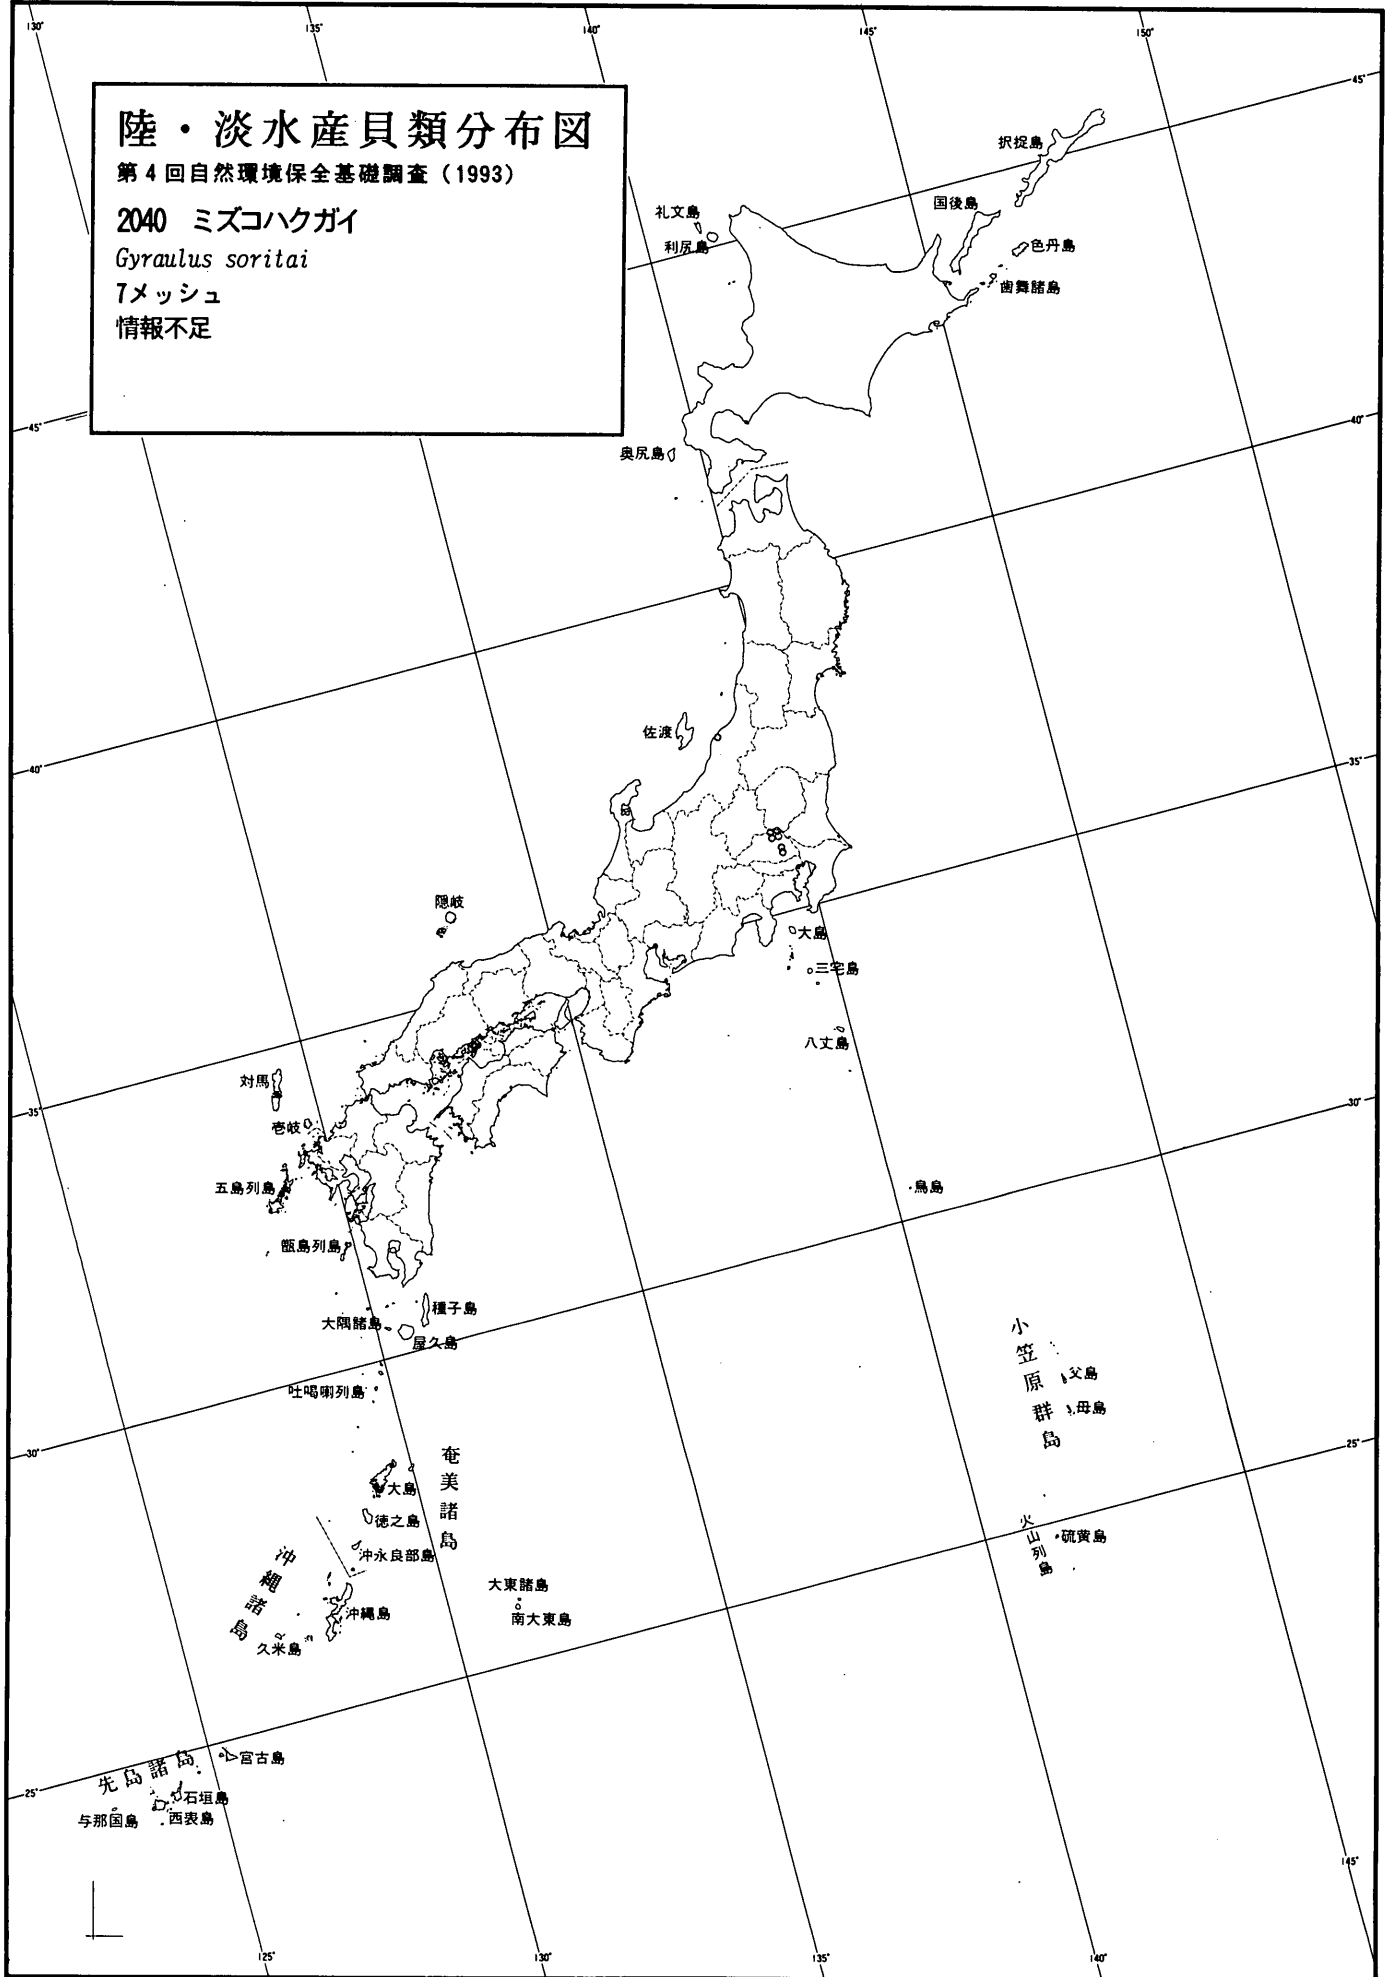 130°
135°
140°
145°
150°
45°
陸・淡水産貝類分布図
第4回自然環境保全基礎調査（1993）
2040 ミズコハクガイ
Gyraulus soritai
7メッシュ
情報不足
択捉島
礼文島
国後島
利尻島
色丹島
歯舞諸島
45°
40°
奥尻島
佐渡
40°
35°
隠岐
大島
三宅島
八丈島
対馬
35°
壱岐
30°
五島列島
鳥島
甑島列島
種子島
大隅諸島
屋久島
小笠原群島
父島
吐噶喇列島
母島
25°
30°
奄美諸島
大島
徳之島
火山列島
硫黄島
沖永良部島
沖縄諸島
大東諸島
沖縄島
南大東島
久米島
先島諸島
宮古島
25°
石垣島
与那国島
西表島
145°
125°
130°
135°
140°